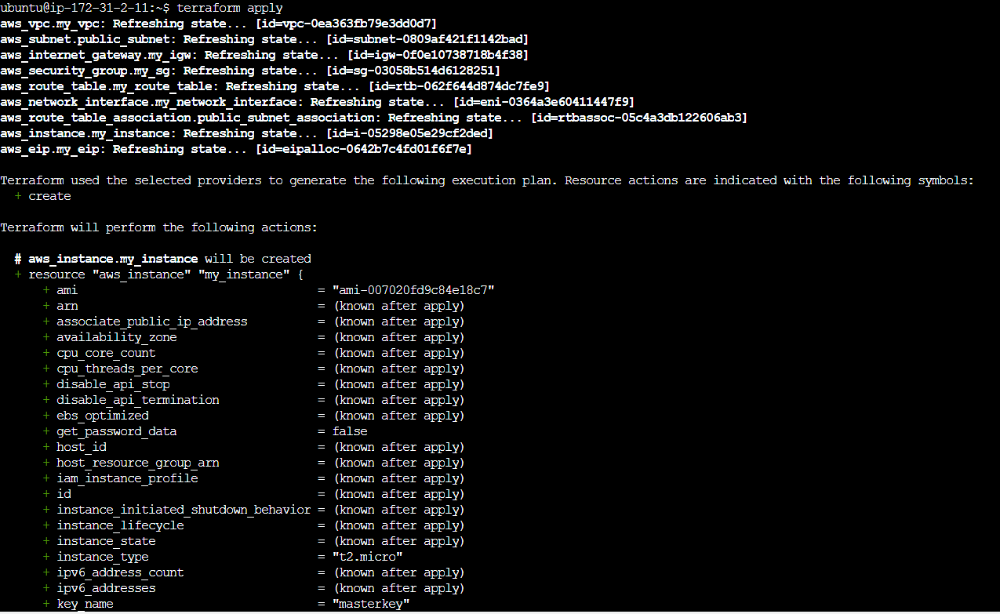 ubuntu@ip-172-31-2-11:~$ terraform apply
aws_vpc.my_vpc: Refreshing state... [id=vpc-0ea363fb79e3dd0d7]
aws_subnet.public_subnet: Refreshing state... [id=subnet-0809af421f1142bad]
aws_internet_gateway.my_igw: Refreshing state... [id=igw-0f0e10738718b4f38]
aws_security_group.my_sg: Refreshing state... [id=sg-03058b514d6128251]
aws_route_table.my_route_table: Refreshing state... [id=rtb-062f644d874dc7fe9]
aws_network_interface.my_network_interface: Refreshing state... [id=eni-0364a3e60411447f9]
aws_route_table_association.public_subnet_association: Refreshing state... [id=rtbassoc-05c4a3db122606ab3]
aws_instance.my_instance: Refreshing state... [id=i-05298e05e29cf2ded]
aws_eip.my_eip: Refreshing state... [id=eipalloc-0642b7c4fd01f6f7e]
Terraform used the selected providers to generate the following execution plan. Resource actions are indicated with the following symbols:
  + create
Terraform will perform the following actions:
  # aws_instance.my_instance will be created
  + resource "aws_instance" "my_instance" {
      + ami                                  = "ami-007020fd9c84e18c7"
      + arn                                  = (known after apply)
      + associate_public_ip_address          = (known after apply)
      + availability_zone                    = (known after apply)
      + cpu_core_count                       = (known after apply)
      + cpu_threads_per_core                 = (known after apply)
      + disable_api_stop                     = (known after apply)
      + disable_api_termination              = (known after apply)
      + ebs_optimized                        = (known after apply)
      + get_password_data                    = false
      + host_id                              = (known after apply)
      + host_resource_group_arn              = (known after apply)
      + iam_instance_profile                 = (known after apply)
      + id                                   = (known after apply)
      + instance_initiated_shutdown_behavior = (known after apply)
      + instance_lifecycle                   = (known after apply)
      + instance_state                       = (known after apply)
      + instance_type                        = "t2.micro"
      + ipv6_address_count                   = (known after apply)
      + ipv6_addresses                       = (known after apply)
      + key_name                             = "masterkey"